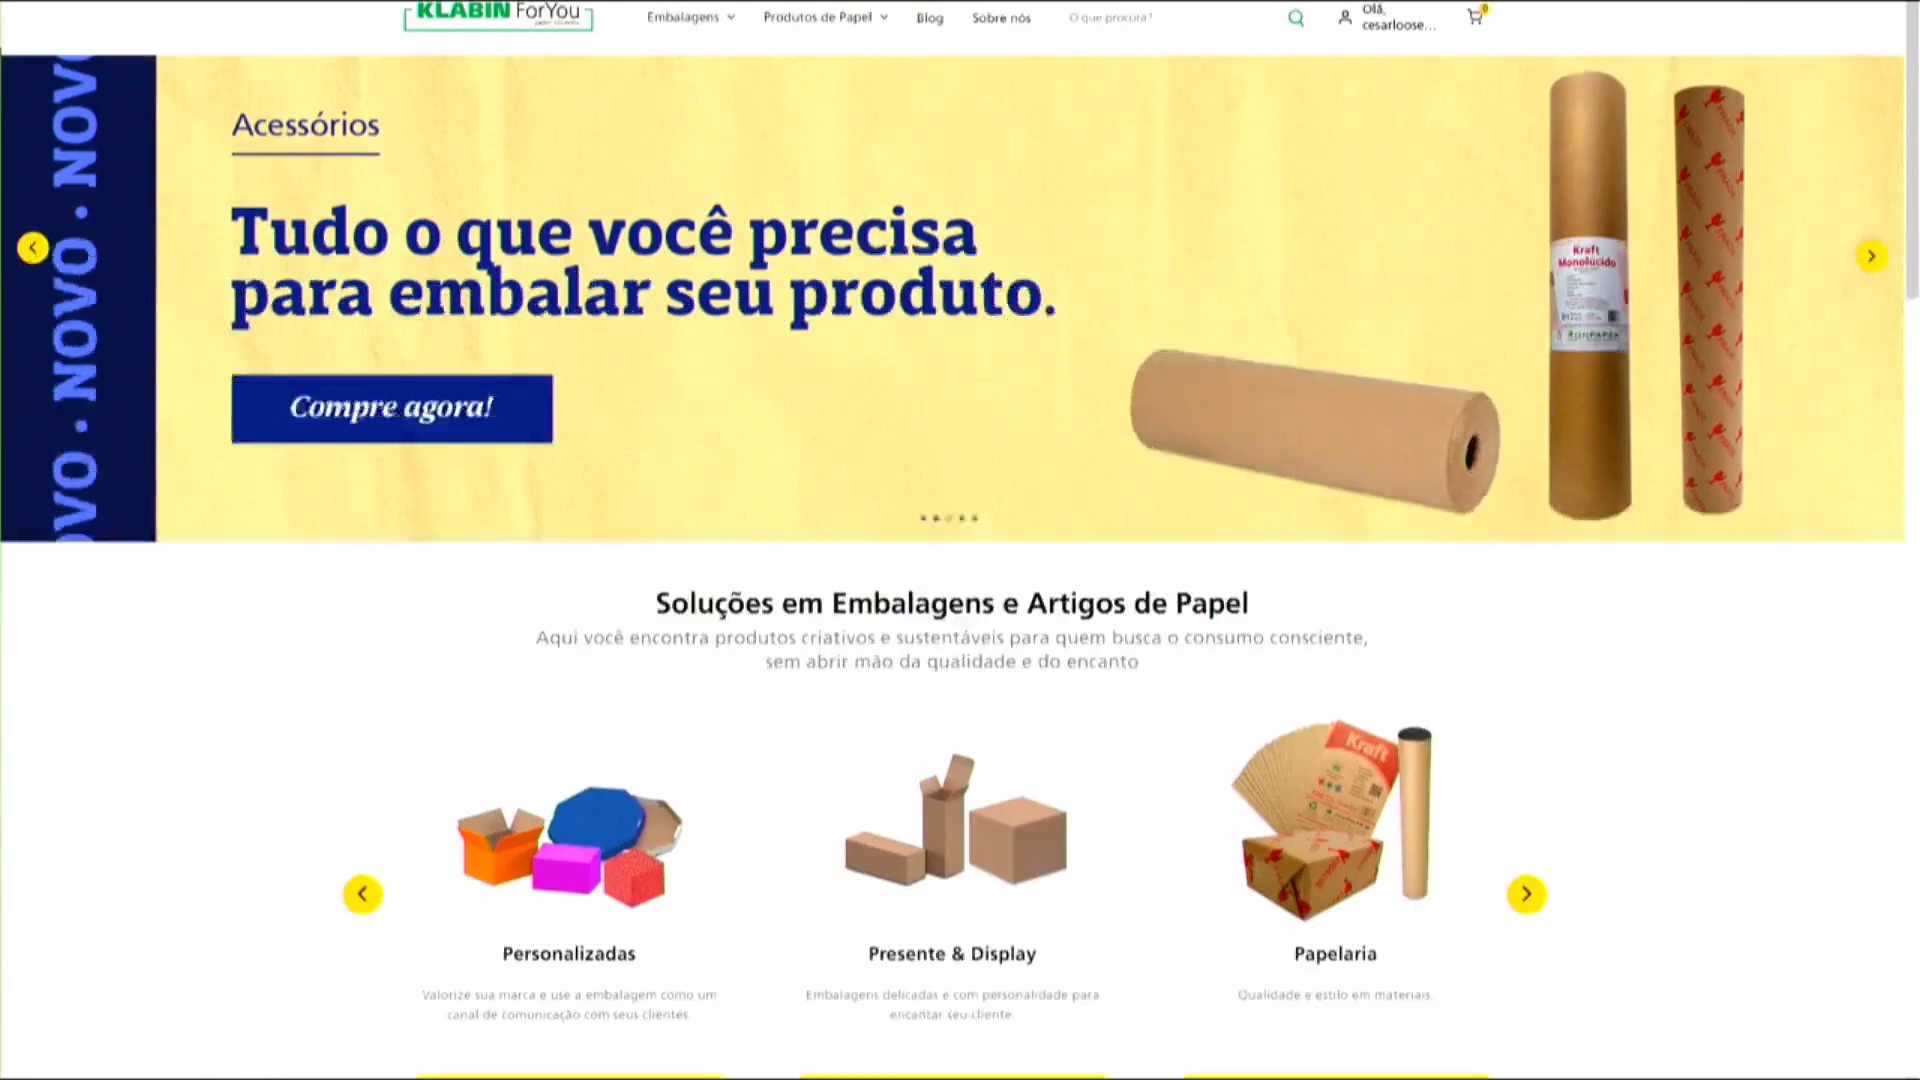 KLABIN ForYou
Embalagens
Produtos de Papel
Blog
Sobre nós
O que procura?
Olá,
cesarloose...
0
NOVO . NOVO . NOVO
Acessórios
Tudo o que você precisa
para embalar seu produto.
Compre agora!
Kraft
Monolúcido
FRÁGIL
Soluções em Embalagens e Artigos de Papel
Aqui você encontra produtos criativos e sustentáveis para quem busca o consumo consciente,
sem abrir mão da qualidade e do encanto
Kraft
Personalizadas
Presente & Display
Papelaria
Valorize sua marca e use a embalagem como um
canal de comunicação com seus clientes.
Embalagens delicadas e com personalidade para
encantar seu cliente.
Qualidade e estilo em materiais.